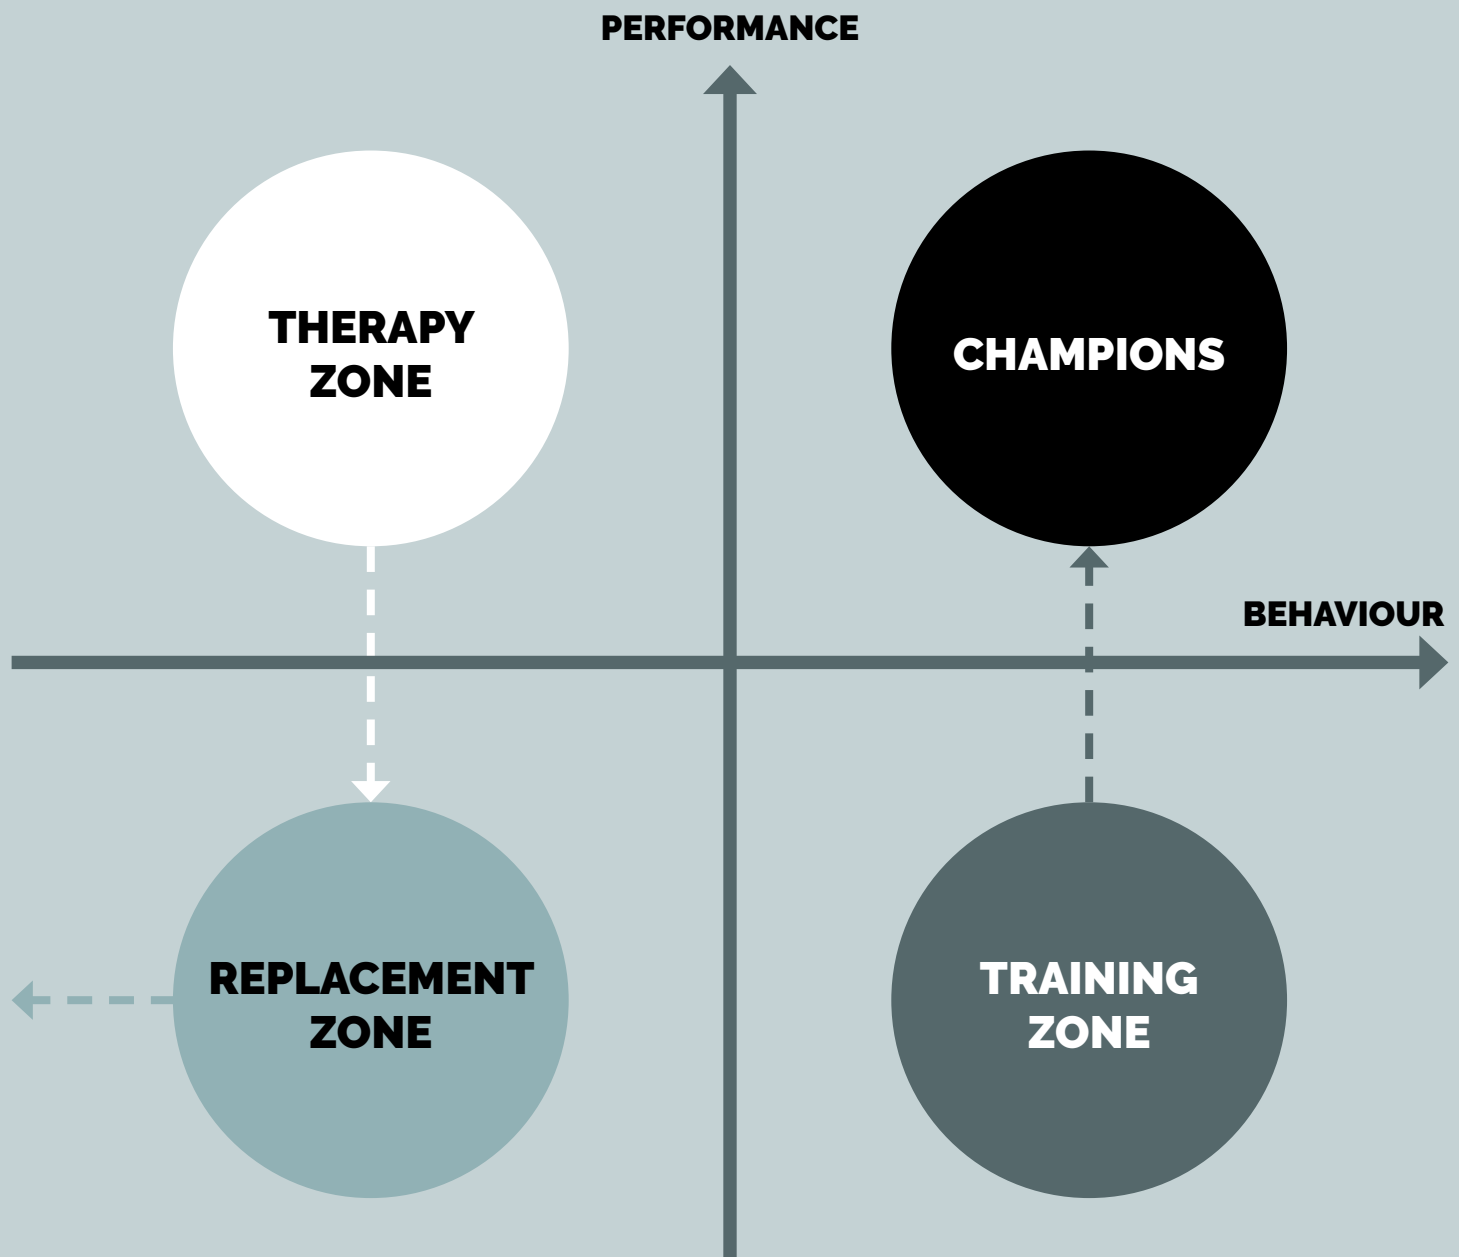 PERFORMANCE
THERAPY
ZONE
CHAMPIONS
BEHAVIOUR
REPLACEMENT
ZONE
TRAINING
ZONE